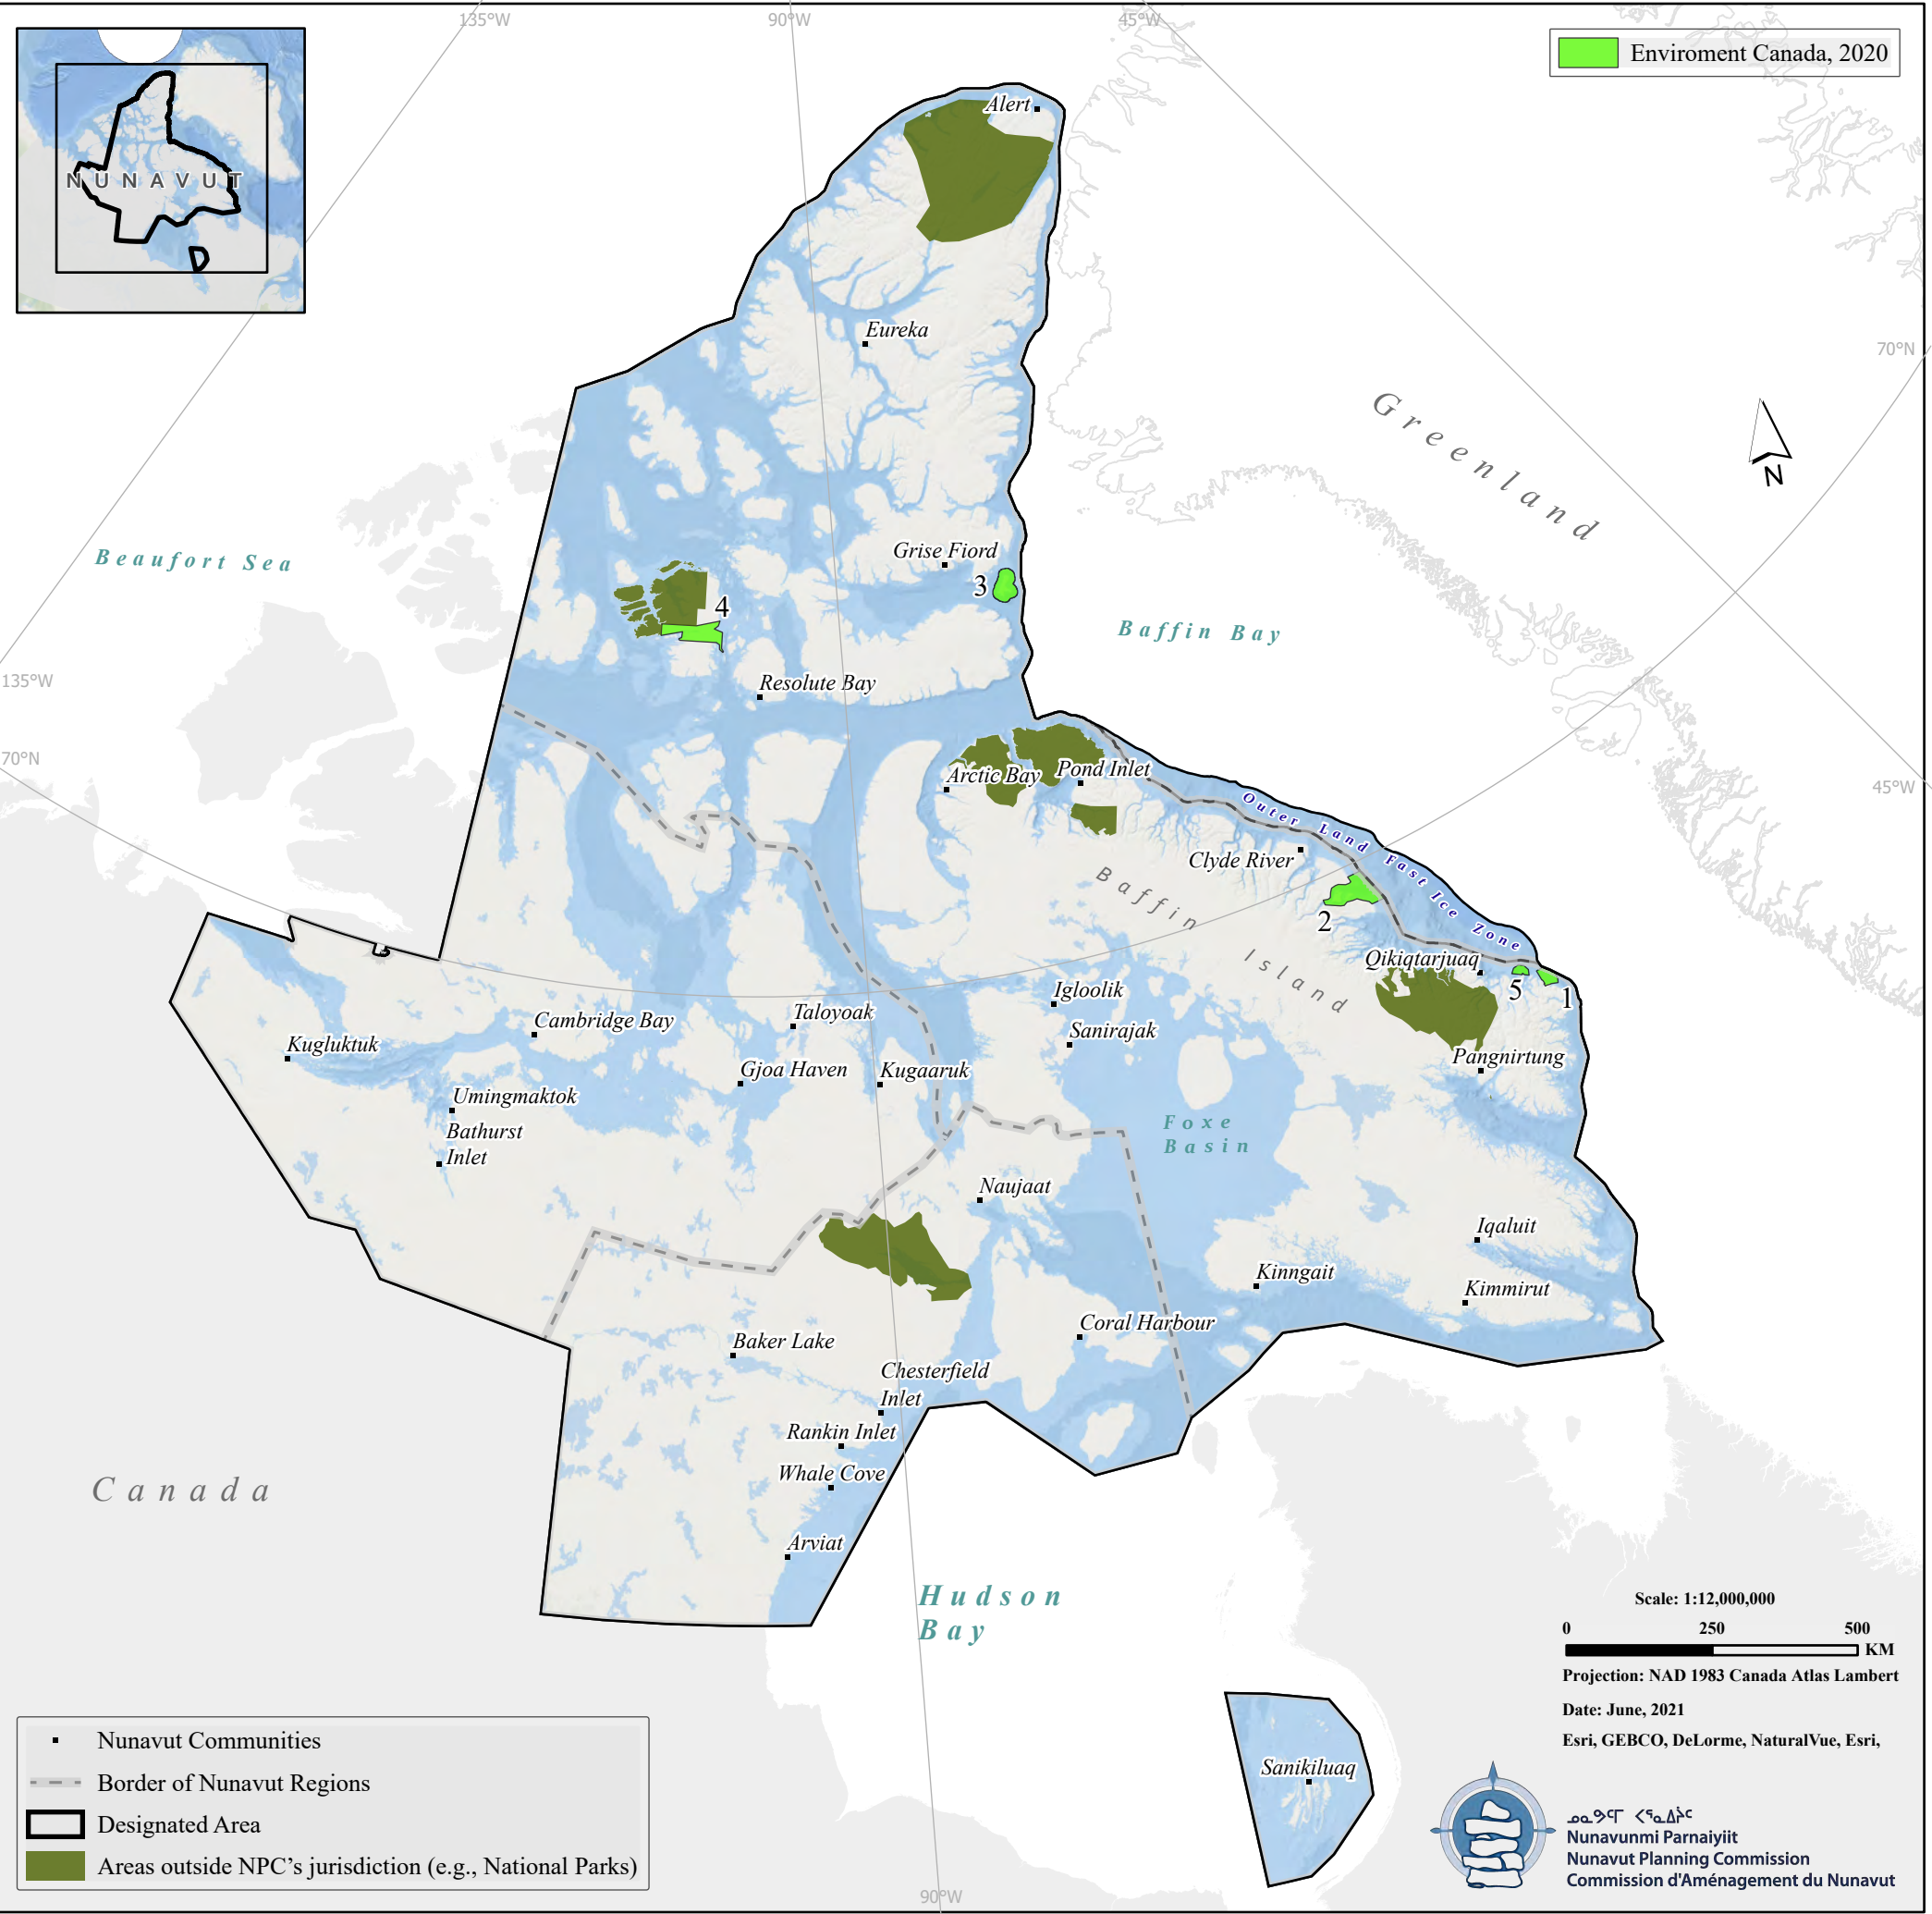 135°W
90°W
45°W
Enviroment Canada, 2020
NUNAVUT
Alert
Eureka
70°N
Greenland
N
Beaufort Sea
Grise Fiord
3
4
Baffin Bay
135°W
Resolute Bay
70°N
Arctic Bay
Pond Inlet
45°W
Outer Land Fast Ice Zone
Clyde River
Baffin Island
2
Qikiqtarjuaq
5
1
Igloolik
Taloyoak
Cambridge Bay
Sanirajak
Kugluktuk
Pangnirtung
Gjoa Haven
Kugaaruk
Umingmaktok
Foxe
Basin
Bathurst
Inlet
Naujaat
Iqaluit
Kinngait
Kimmirut
Coral Harbour
Baker Lake
Chesterfield
Inlet
Rankin Inlet
Whale Cove
Canada
Arviat
Hudson
Bay
Scale: 1:12,000,000
0 250 500
KM
Projection: NAD 1983 Canada Atlas Lambert
Date: June, 2021
Esri, GEBCO, DeLorme, NaturalVue, Esri,
Sanikiluaq
Nunavut Communities
Border of Nunavut Regions
Designated Area
Areas outside NPC's jurisdiction (e.g., National Parks)
90°W
ᓄᓇᕗᒻᒥ ᐸᕐᓇᐃᔩᑦ
Nunavunmi Parnaiyiit
Nunavut Planning Commission
Commission d'Aménagement du Nunavut